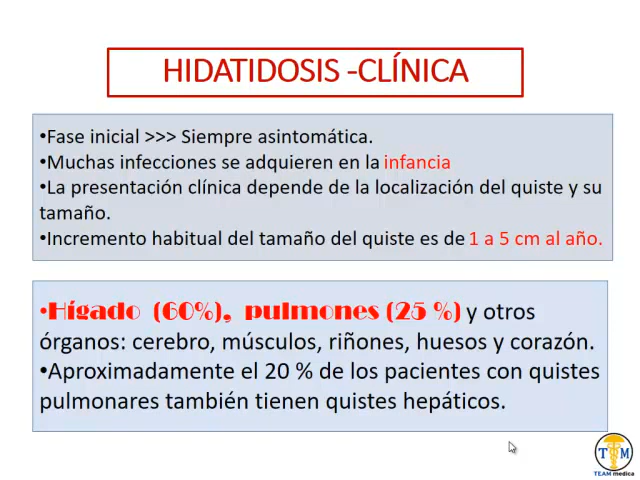 HIDATIDOSIS -CLÍNICA
•Fase inicial >>> Siempre asintomática.
•Muchas infecciones se adquieren en la infancia
•La presentación clínica depende de la localización del quiste y su
tamaño.
•Incremento habitual del tamaño del quiste es de 1 a 5 cm al año.
•Hígado (60%), pulmones (25 %) y otros
órganos: cerebro, músculos, riñones, huesos y corazón.
•Aproximadamente el 20 % de los pacientes con quistes
pulmonares también tienen quistes hepáticos.
T M
TEAM medica